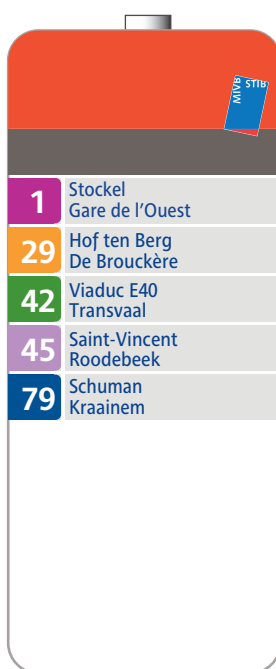 MIVB STIB
1 Stockel
Gare de l'Ouest
29 Hof ten Berg
De Brouckère
42 Viaduc E40
Transvaal
45 Saint-Vincent
Roodebeek
79 Schuman
Kraainem